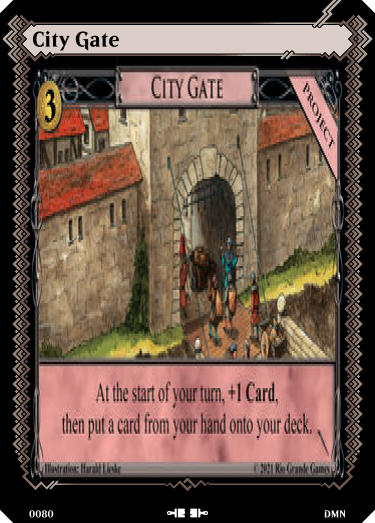 City Gate
CITY GATE
3
PROJECT
At the start of your turn, +1 Card,
then put a card from your hand onto your deck.
Illustration: Harald Lieske © 2021 Rio Grande Games
0080 DMN